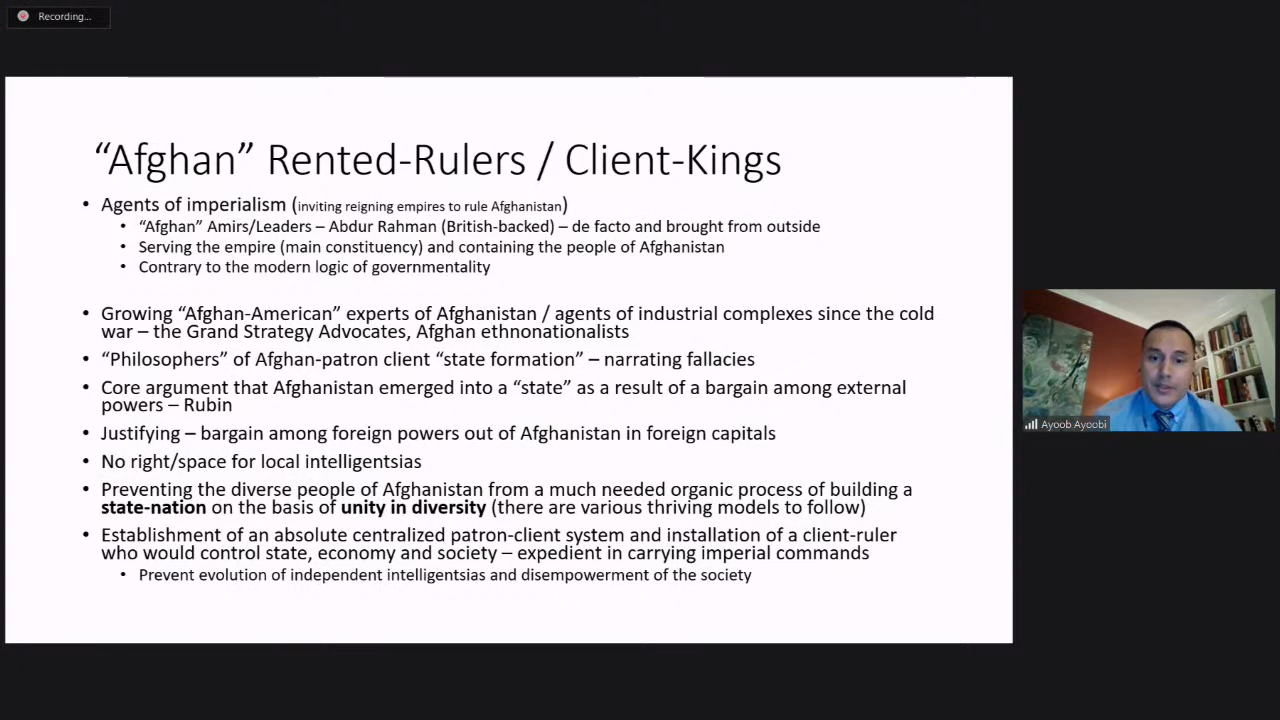 Recording...
“Afghan” Rented-Rulers / Client-Kings
• Agents of imperialism (inviting reigning empires to rule Afghanistan)
• “Afghan” Amirs/Leaders – Abdur Rahman (British-backed) – de facto and brought from outside
• Serving the empire (main constituency) and containing the people of Afghanistan
• Contrary to the modern logic of governmentality
• Growing “Afghan-American” experts of Afghanistan / agents of industrial complexes since the cold
war – the Grand Strategy Advocates, Afghan ethnonationalists
• “Philosophers” of Afghan-patron client “state formation” – narrating fallacies
• Core argument that Afghanistan emerged into a “state” as a result of a bargain among external
powers – Rubin
• Justifying – bargain among foreign powers out of Afghanistan in foreign capitals
• No right/space for local intelligentsias
• Preventing the diverse people of Afghanistan from a much needed organic process of building a
state-nation on the basis of unity in diversity (there are various thriving models to follow)
• Establishment of an absolute centralized patron-client system and installation of a client-ruler
who would control state, economy and society – expedient in carrying imperial commands
• Prevent evolution of independent intelligentsias and disempowerment of the society
Ayoob Ayoobi